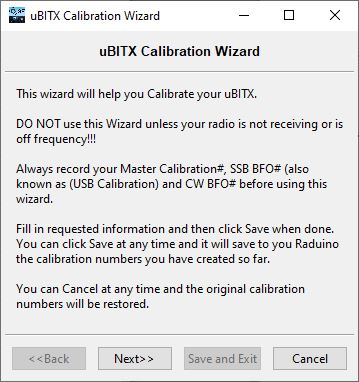 uBITX Calibration Wizard
uBITX Calibration Wizard
This wizard will help you Calibrate your uBITX.
DO NOT use this Wizard unless your radio is not receiving or is
off frequency!!!
Always record your Master Calibration#, SSB BFO# (also
known as (USB Calibration) and CW BFO# before using this
wizard.
Fill in requested information and then click Save when done.
You can click Save at any time and it will save to you Raduino
the calibration numbers you have created so far.
You can Cancel at any time and the original calibration
numbers will be restored.
<<Back Next>> Save and Exit Cancel